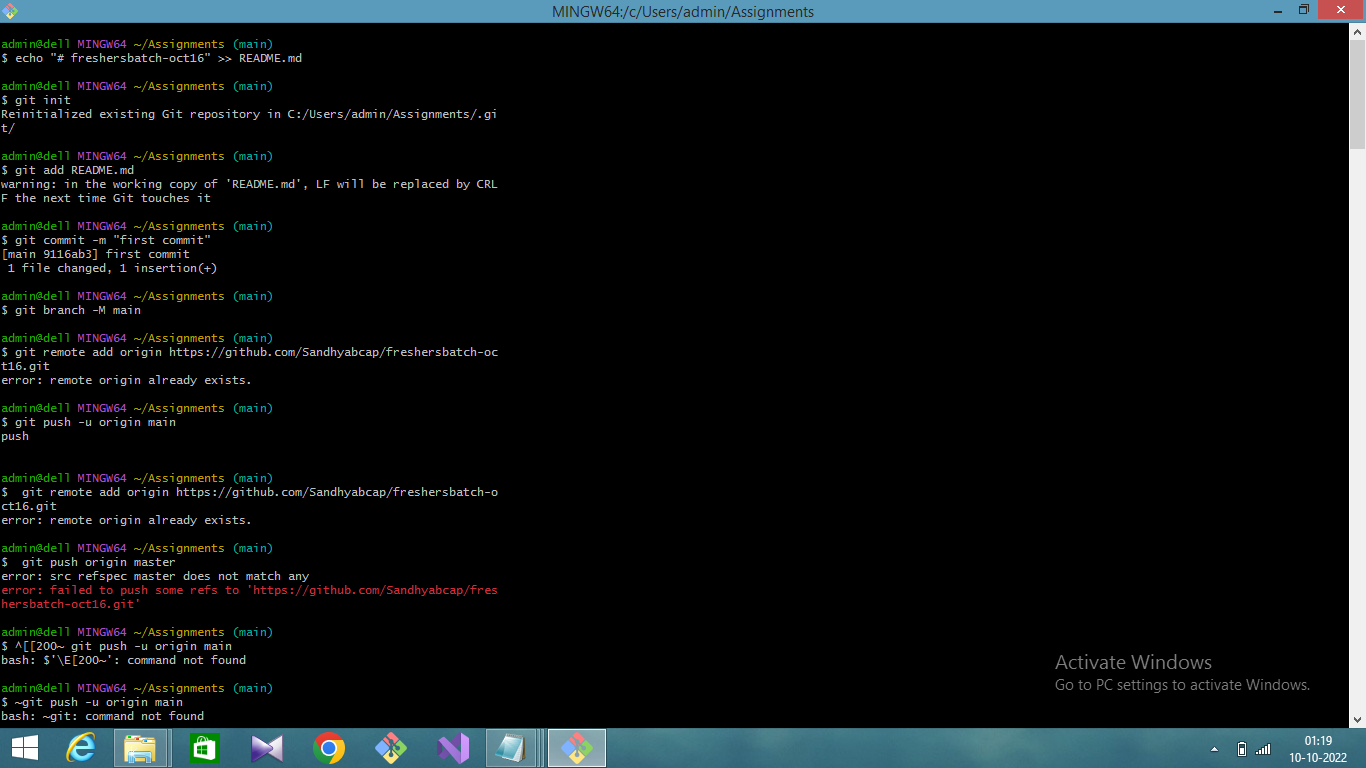 MINGW64:/c/Users/admin/Assignments
admin@dell MINGW64 ~/Assignments (main)
$ echo "# freshersbatch-oct16" >> README.md
admin@dell MINGW64 ~/Assignments (main)
$ git init
Reinitialized existing Git repository in C:/Users/admin/Assignments/.gi
t/
admin@dell MINGW64 ~/Assignments (main)
$ git add README.md
warning: in the working copy of 'README.md', LF will be replaced by CRL
F the next time Git touches it
admin@dell MINGW64 ~/Assignments (main)
$ git commit -m "first commit"
[main 9116ab3] first commit
 1 file changed, 1 insertion(+)
admin@dell MINGW64 ~/Assignments (main)
$ git branch -M main
admin@dell MINGW64 ~/Assignments (main)
$ git remote add origin https://github.com/Sandhyabcap/freshersbatch-oc
t16.git
error: remote origin already exists.
admin@dell MINGW64 ~/Assignments (main)
$ git push -u origin main
push
admin@dell MINGW64 ~/Assignments (main)
$  git remote add origin https://github.com/Sandhyabcap/freshersbatch-o
ct16.git
error: remote origin already exists.
admin@dell MINGW64 ~/Assignments (main)
$  git push origin master
error: src refspec master does not match any
error: failed to push some refs to 'https://github.com/Sandhyabcap/fres
hersbatch-oct16.git'
admin@dell MINGW64 ~/Assignments (main)
$ ^[[200~ git push -u origin main
bash: $'\E[200~': command not found
admin@dell MINGW64 ~/Assignments (main)
$ ~git push -u origin main
bash: ~git: command not found
Activate Windows
Go to PC settings to activate Windows.
01:19
10-10-2022